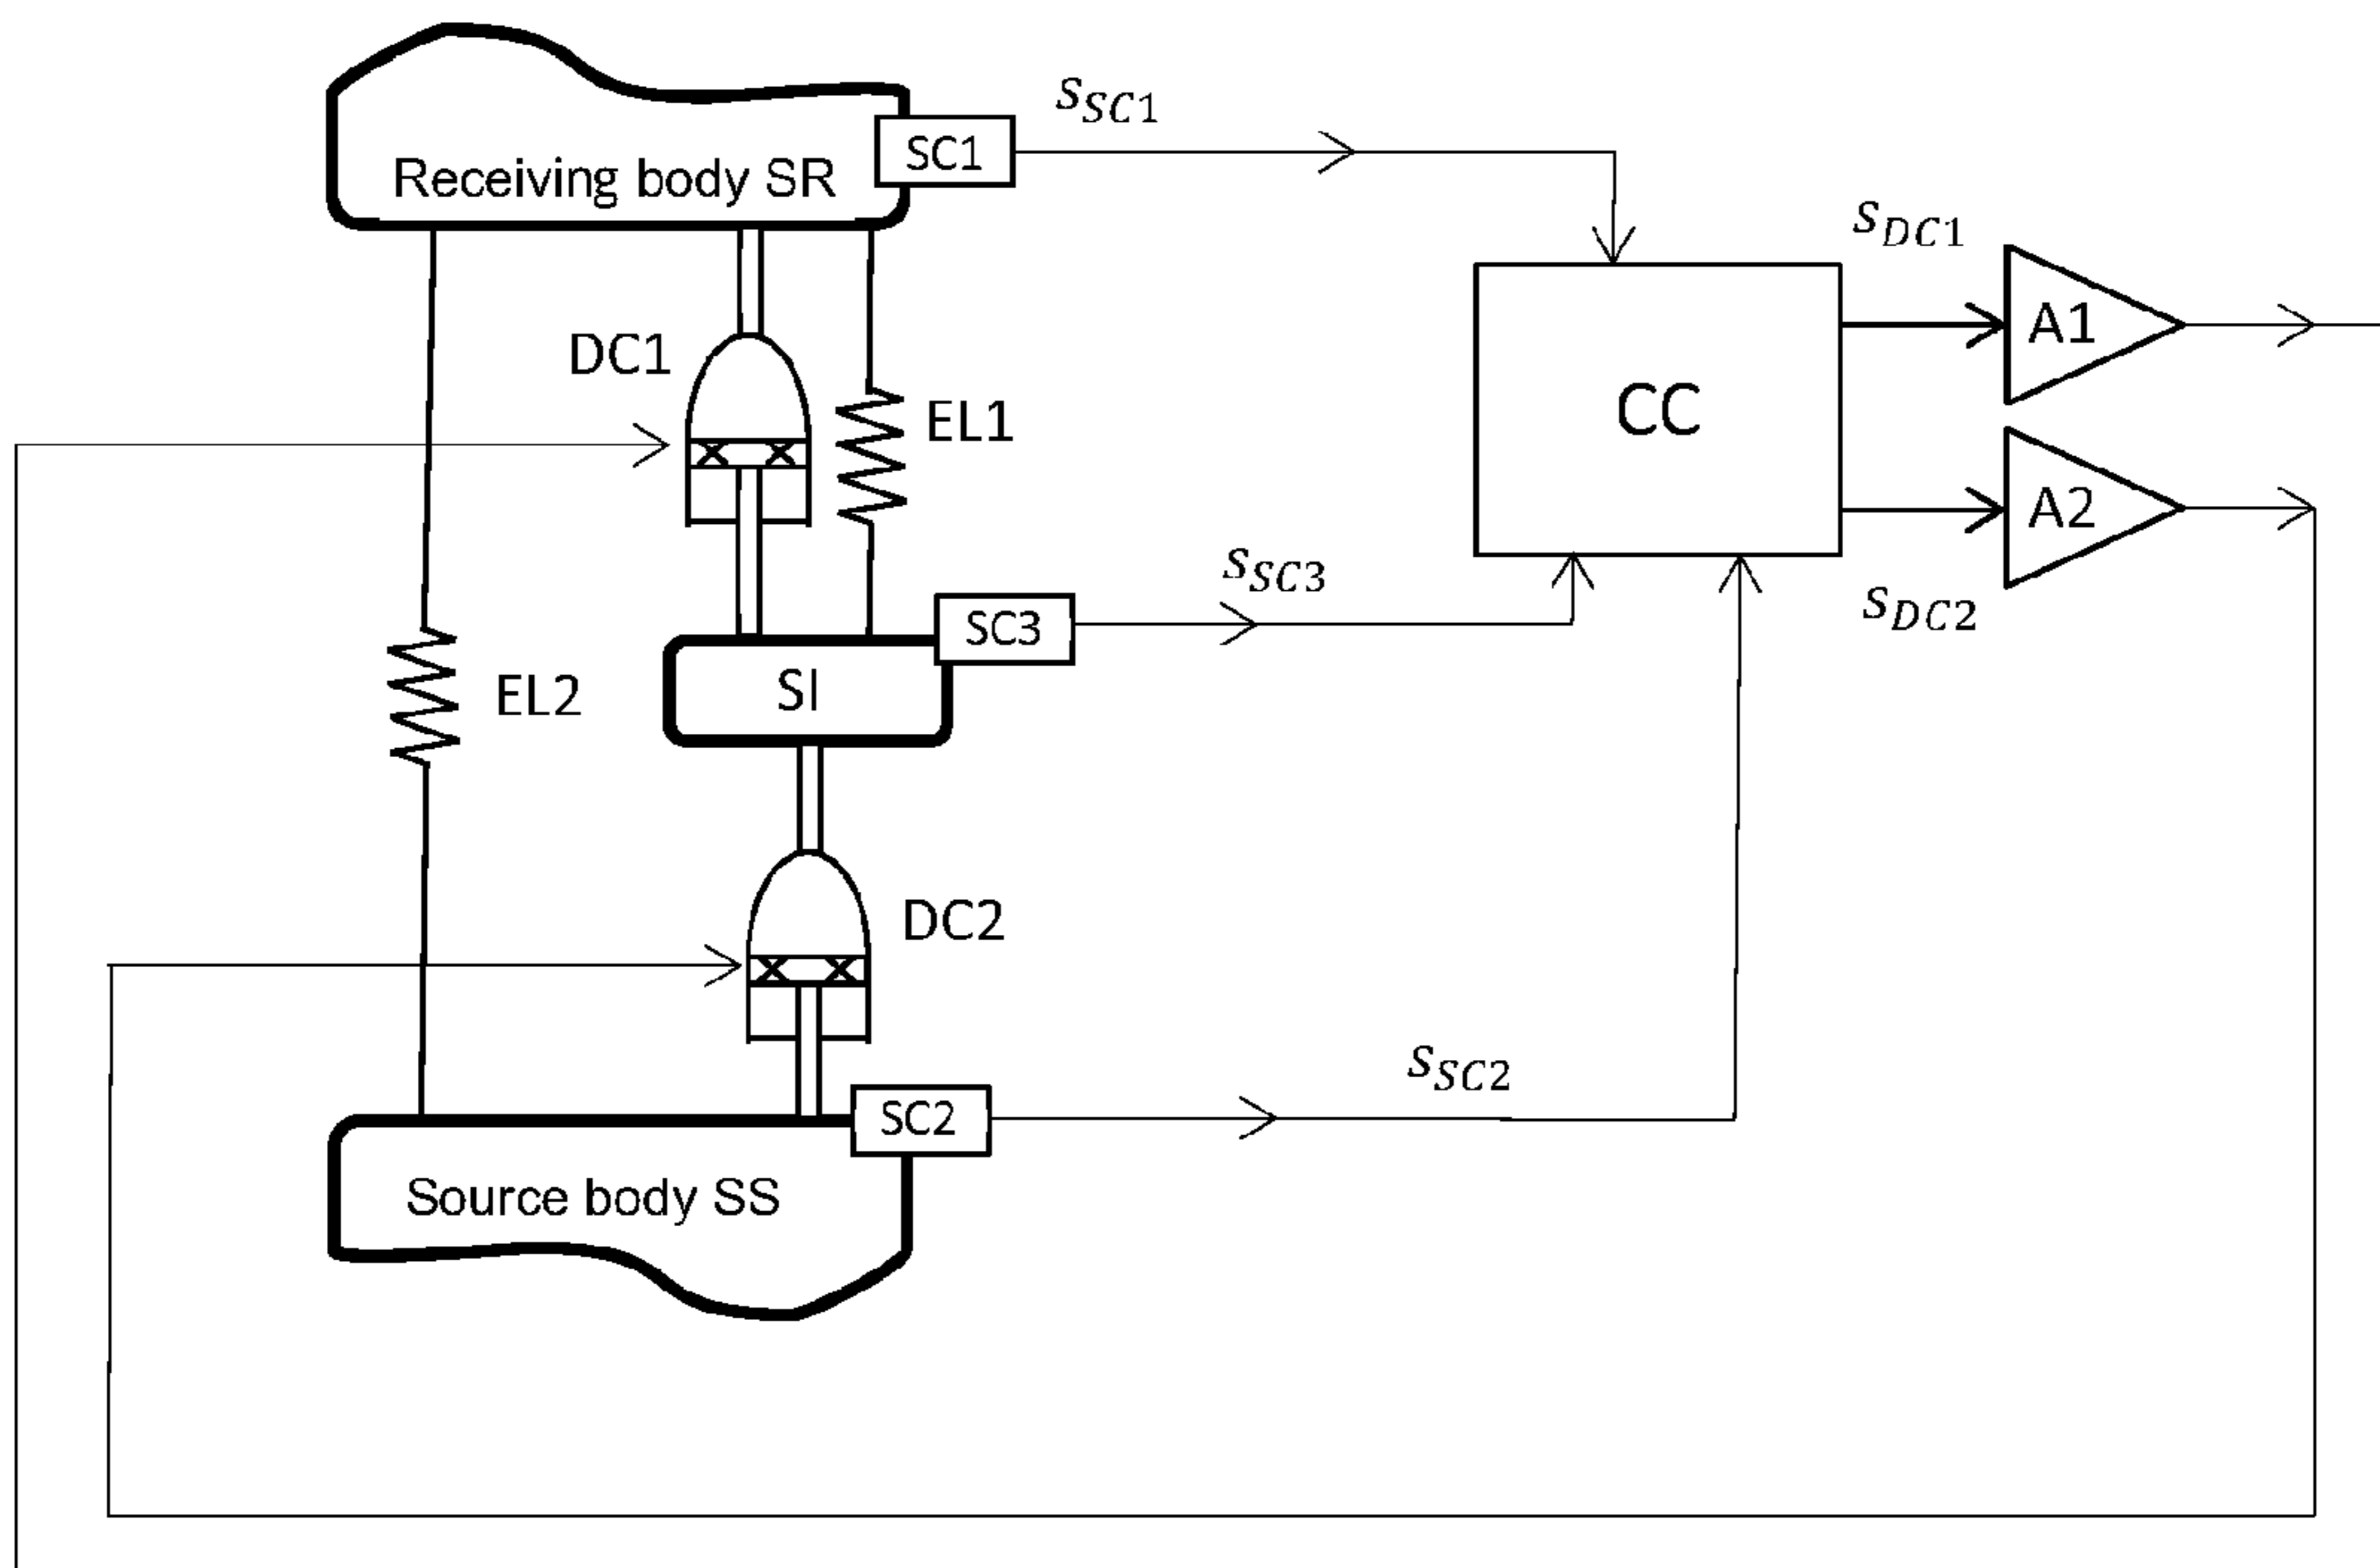 s_SC1
SC1
Receiving body SR
s_DC1
A1
DC1
EL1
CC
A2
s_SC3
s_DC2
SC3
SI
EL2
DC2
s_SC2
SC2
Source body SS